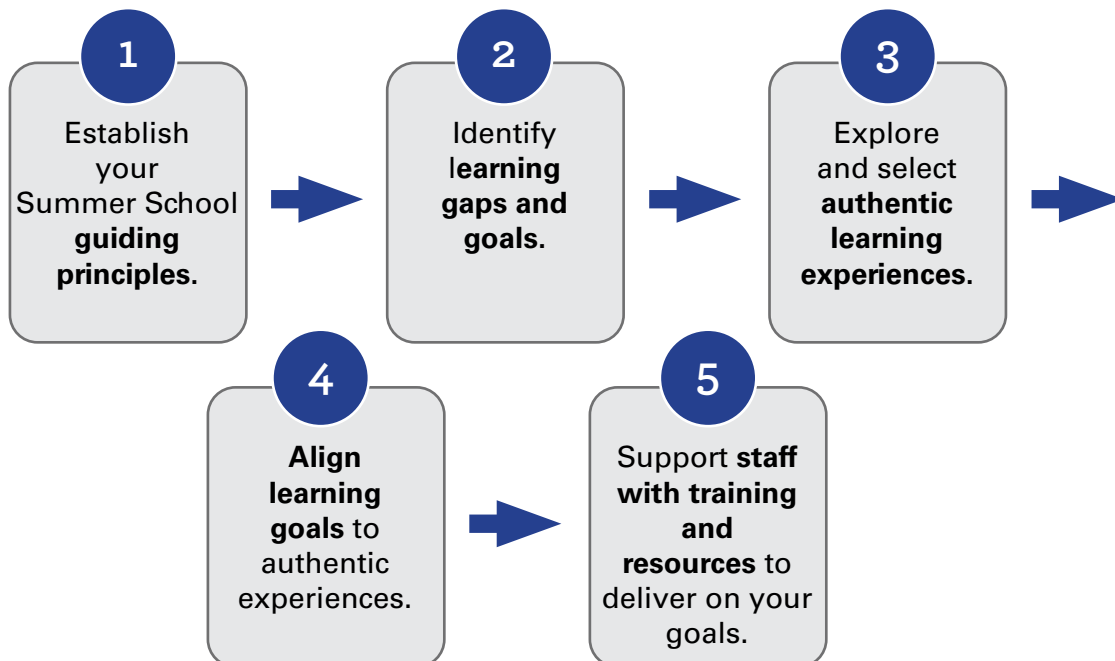 1
Establish
your
Summer School
guiding
principles.
2
Identify
learning
gaps and
goals.
3
Explore
and select
authentic
learning
experiences.
4
Align
learning
goals to
authentic
experiences.
5
Support staff
with training
and
resources to
deliver on your
goals.